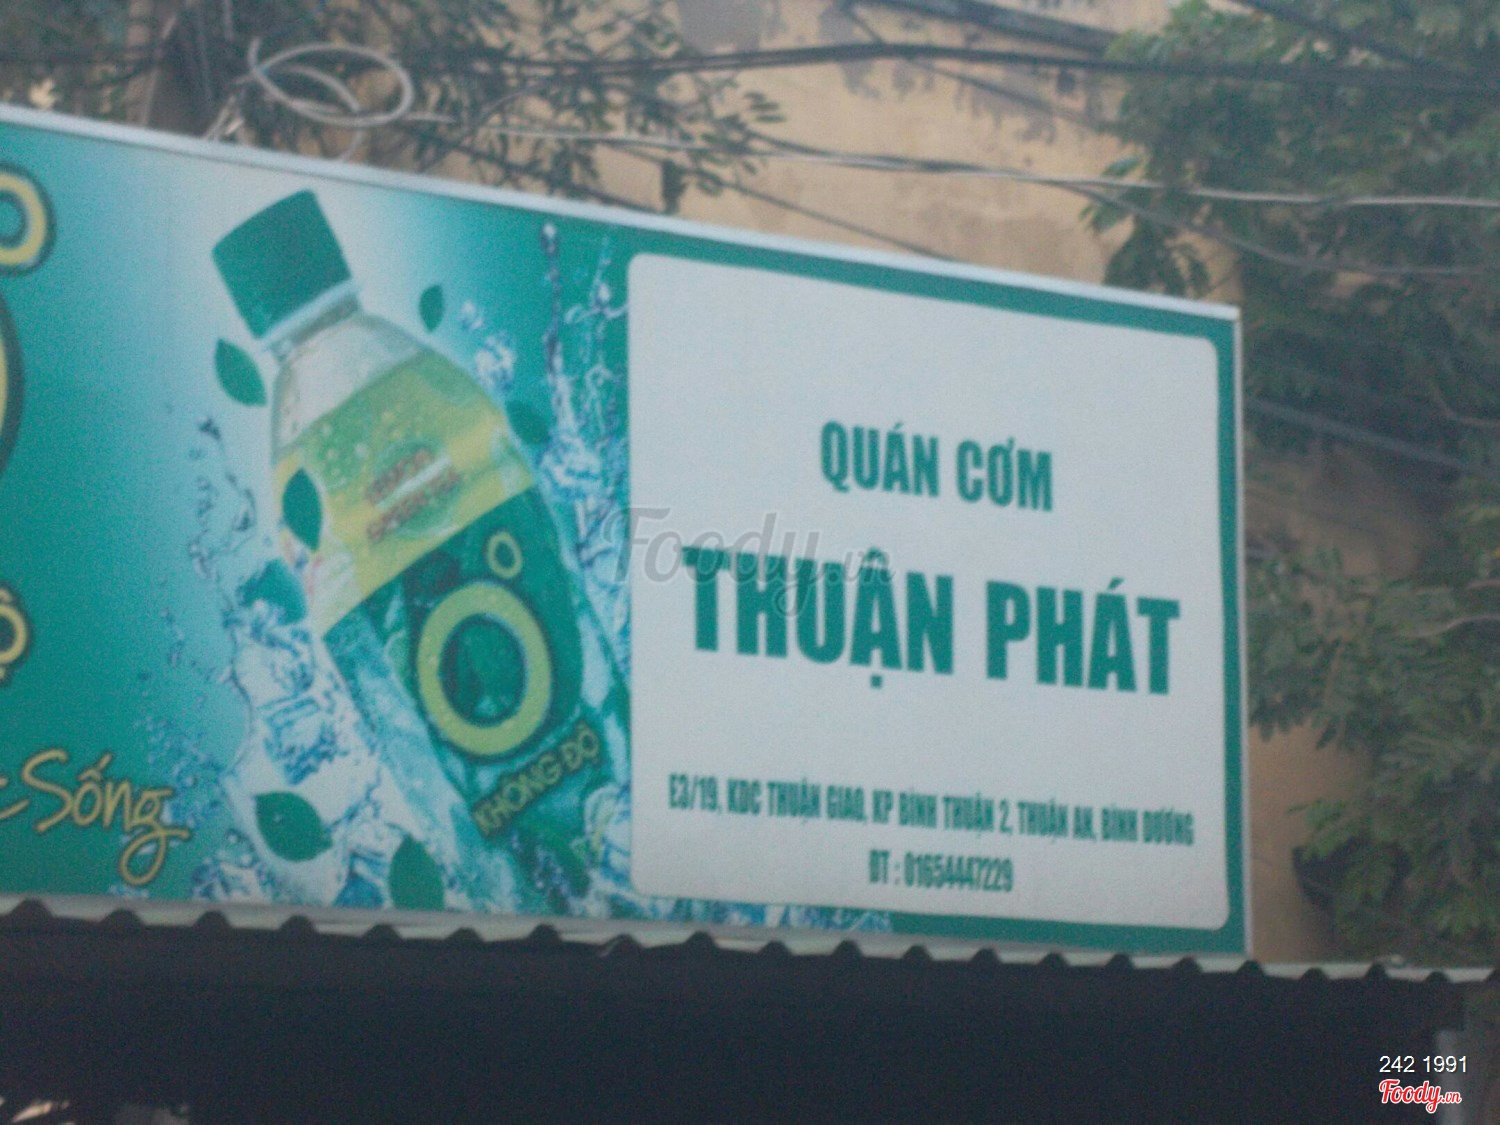 QUÁN CƠM
THUẬN PHÁT
E3/19, KDC THUẬN GIAO, KP BÌNH THUẬN 2, THUẬN AN, BÌNH DƯƠNG
ĐT : 01654447229
KHÔNG ĐỘ
Sống
Foody.vn
242 1991
Foody.vn